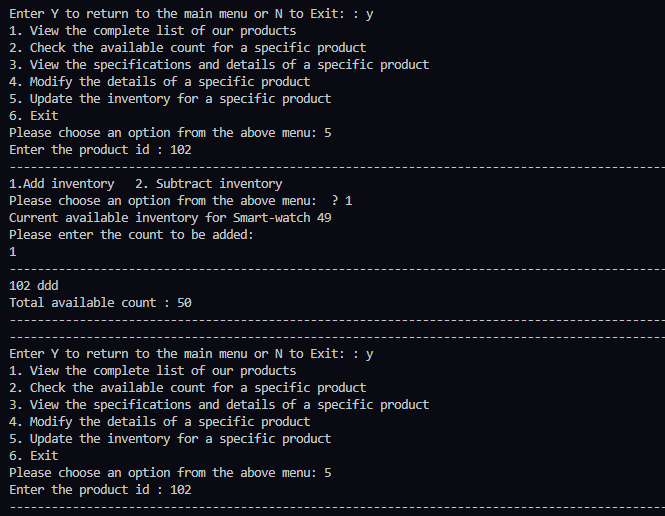 Enter Y to return to the main menu or N to Exit: : y
1. View the complete list of our products
2. Check the available count for a specific product
3. View the specifications and details of a specific product
4. Modify the details of a specific product
5. Update the inventory for a specific product
6. Exit
Please choose an option from the above menu: 5
Enter the product id : 102
----------------------------------------------------------------------------------------------
1.Add inventory   2. Subtract inventory
Please choose an option from the above menu:  ? 1
Current available inventory for Smart-watch 49
Please enter the count to be added:
1
----------------------------------------------------------------------------------------------
102 ddd
Total available count : 50
----------------------------------------------------------------------------------------------
----------------------------------------------------------------------------------------------
Enter Y to return to the main menu or N to Exit: : y
1. View the complete list of our products
2. Check the available count for a specific product
3. View the specifications and details of a specific product
4. Modify the details of a specific product
5. Update the inventory for a specific product
6. Exit
Please choose an option from the above menu: 5
Enter the product id : 102
----------------------------------------------------------------------------------------------